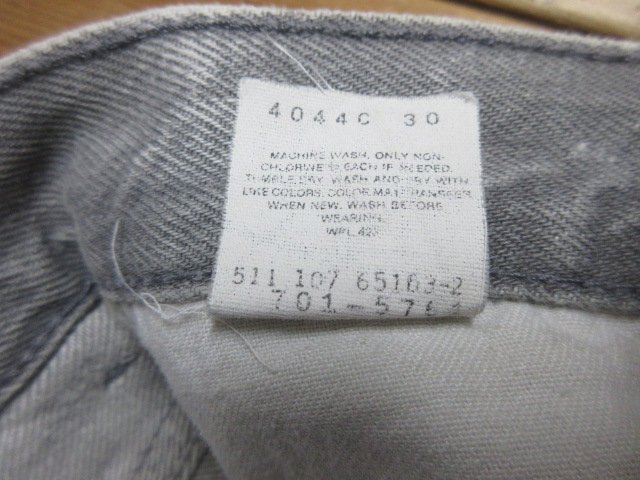 4044C 30
MACHINE WASH. ONLY NON-
CHLORINE BLEACH IF NEEDED.
TUMBLE DRY. WASH AND DRY WITH
LIKE COLORS. COLOR MAY TRANSFER
WHEN NEW. WASH BEFORE
WEARING.
WPL 423
511 107 65163-2
701-576